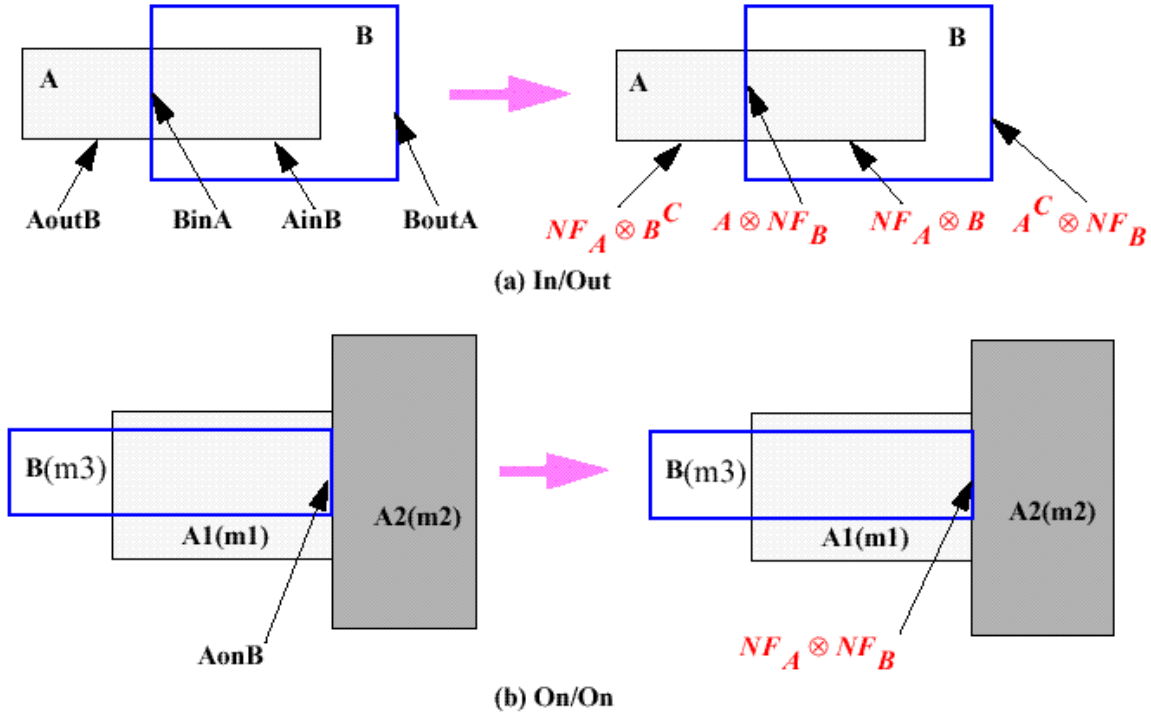 B
B
A
A
AoutB
BinA
AinB
BoutA
NF_A ⊗ B^C
A ⊗ NF_B
NF_A ⊗ B
A^C ⊗ NF_B
(a) In/Out
B(m3)
B(m3)
A2(m2)
A2(m2)
A1(m1)
A1(m1)
AonB
NF_A ⊗ NF_B
(b) On/On